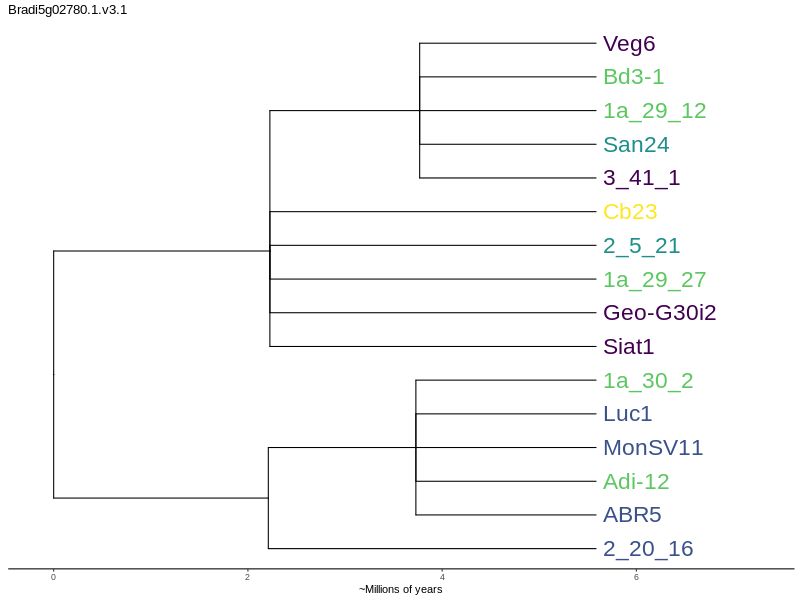 Bradi5g02780.1.v3.1
Veg6
Bd3-1
1a_29_12
San24
3_41_1
Cb23
2_5_21
1a_29_27
Geo-G30i2
Siat1
1a_30_2
Luc1
MonSV11
Adi-12
ABR5
2_20_16
0 2 4 6
~Millions of years